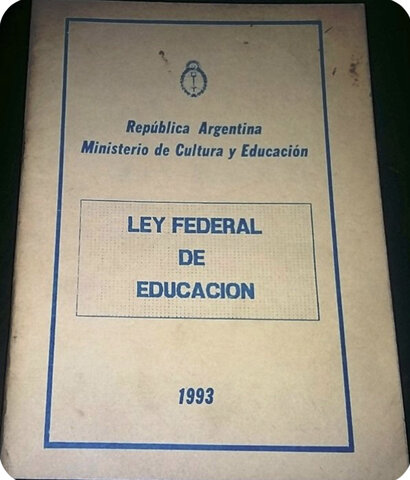 República Argentina
Ministerio de Cultura y Educación
LEY FEDERAL
DE
EDUCACION
1993